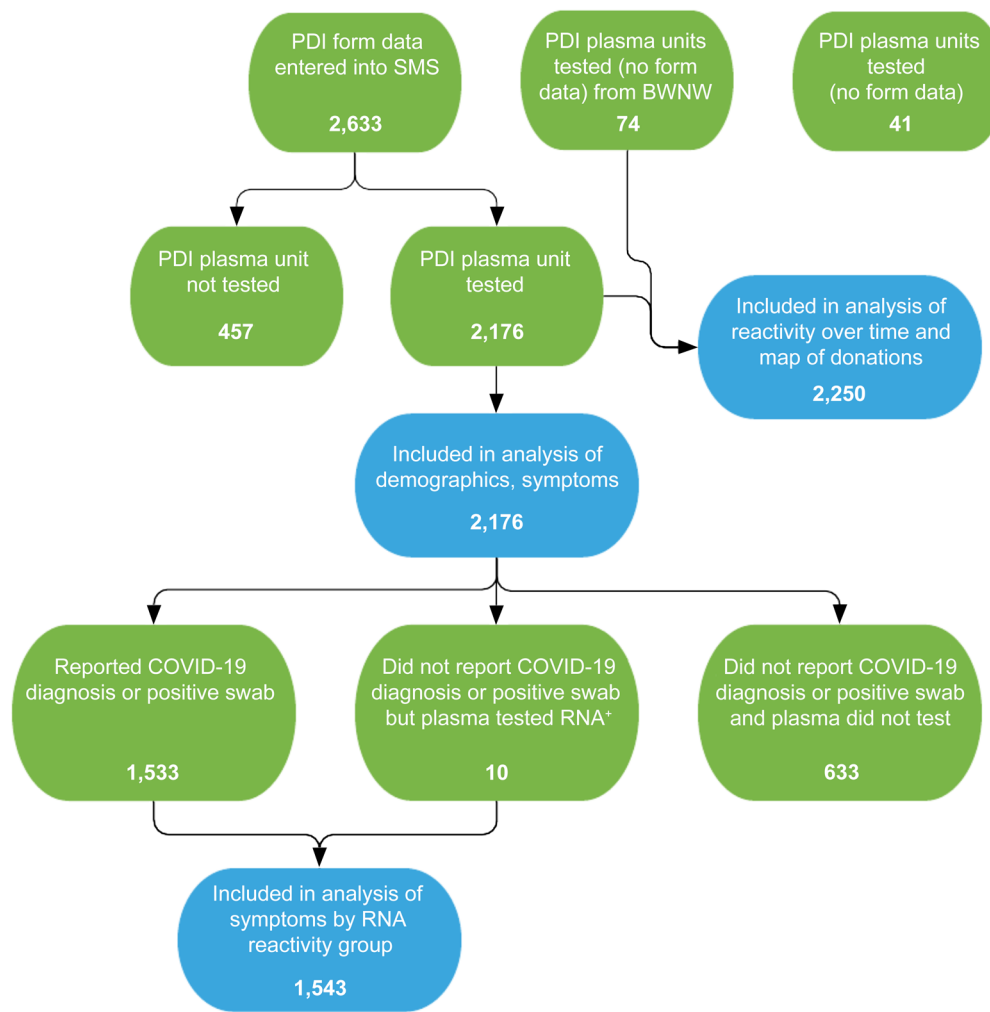 PDI form data
entered into SMS
2,633
PDI plasma units
tested (no form
data) from BWNW
74
PDI plasma units
tested
(no form data)
41
PDI plasma unit
not tested
457
PDI plasma unit
tested
2,176
Included in analysis of
reactivity over time and
map of donations
2,250
Included in analysis of
demographics, symptoms
2,176
Reported COVID-19
diagnosis or positive swab
1,533
Did not report COVID-19
diagnosis or positive swab
but plasma tested RNA⁺
10
Did not report COVID-19
diagnosis or positive swab
and plasma did not test
633
Included in analysis of
symptoms by RNA
reactivity group
1,543